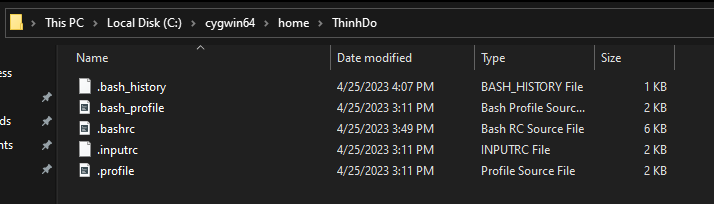 This PC > Local Disk (C:) > cygwin64 > home > ThinhDo
Name Date modified Type Size
.bash_history 4/25/2023 4:07 PM BASH_HISTORY File 1 KB
.bash_profile 4/25/2023 3:11 PM Bash Profile Sourc... 2 KB
.bashrc 4/25/2023 3:49 PM Bash RC Source File 6 KB
.inputrc 4/25/2023 3:11 PM INPUTRC File 2 KB
.profile 4/25/2023 3:11 PM Profile Source File 2 KB
ess
ds
nts